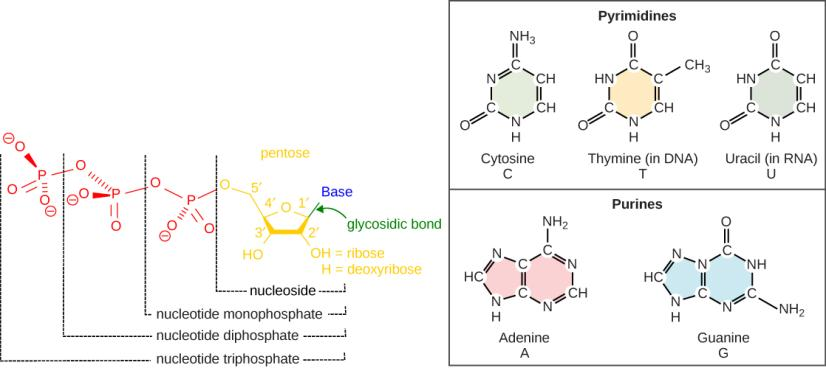 pentose
⊖
O
O
P
O
O
⊖
⊖
O
P
O
O
P
O
⊖
O
O
5′
4′
O
1′
Base
glycosidic bond
3′
2′
HO
OH = ribose
H = deoxyribose
nucleoside
nucleotide monophosphate
nucleotide diphosphate
nucleotide triphosphate
Pyrimidines
NH3
C
N
CH
C
CH
O
N
H
Cytosine
C
O
C
CH3
HN
C
C
CH
O
N
H
Thymine (in DNA)
T
O
C
HN
CH
C
CH
O
N
H
Uracil (in RNA)
U
Purines
NH2
C
N
C
N
HC
C
CH
N
N
H
Adenine
A
O
C
N
N
NH
HC
C
C
N
N
H
NH2
Guanine
G